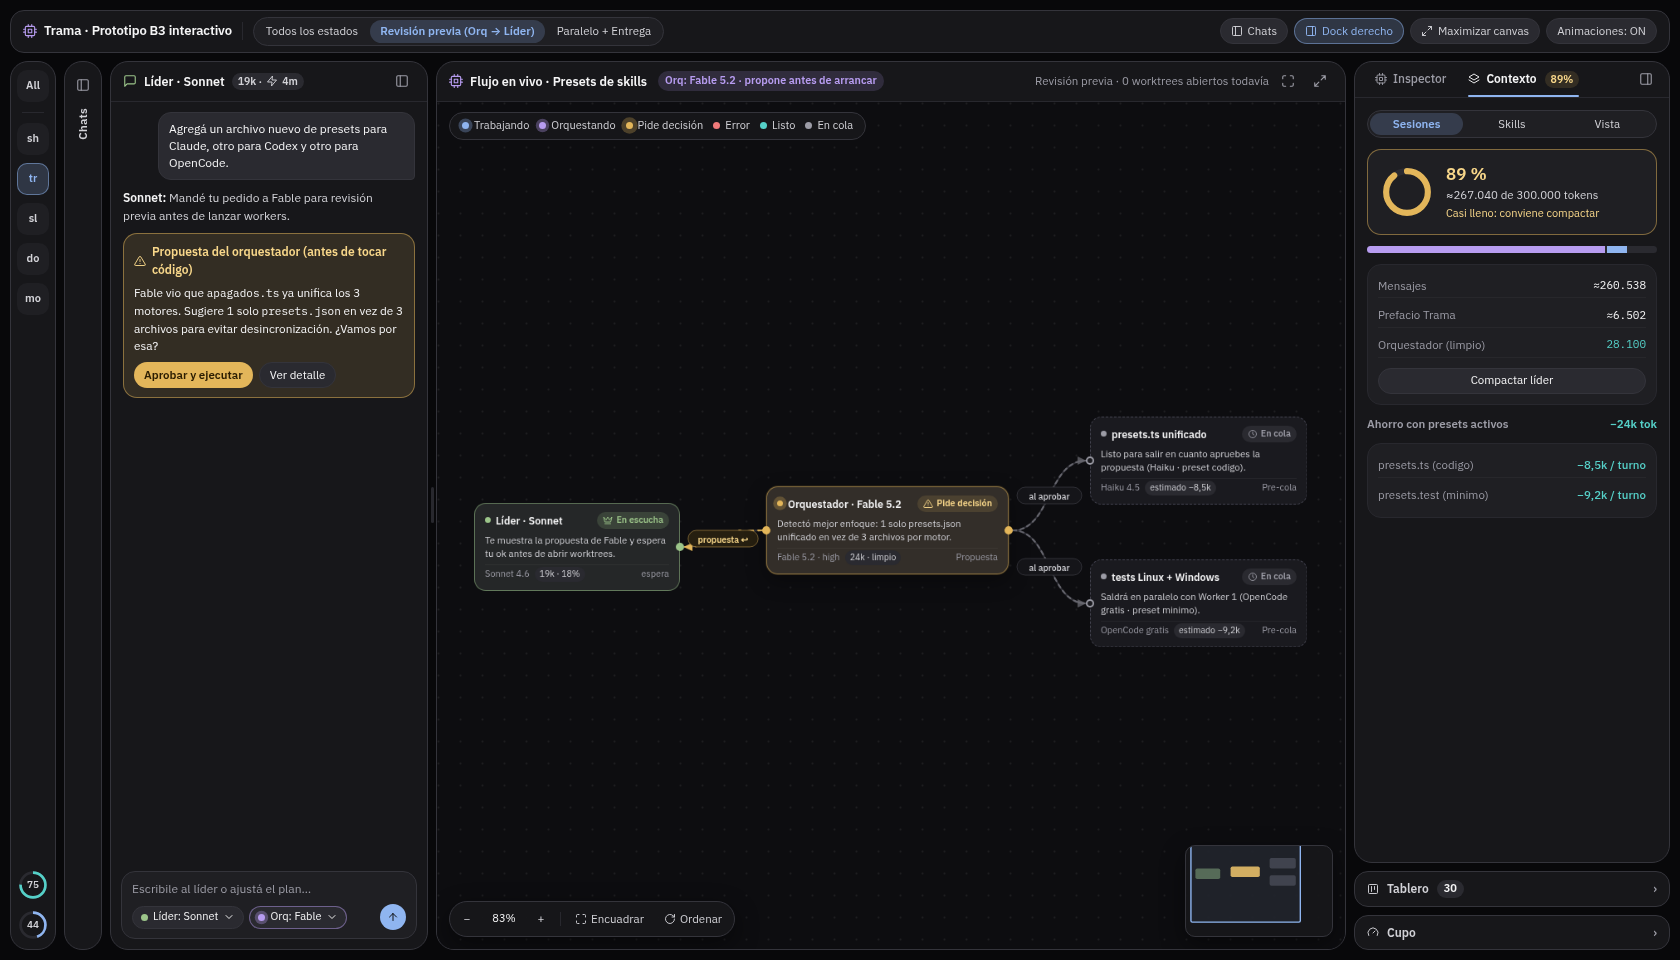 Trama · Prototipo B3 interactivo
Todos los estados
Revisión previa (Orq → Líder)
Paralelo + Entrega
Chats
Dock derecho
Maximizar canvas
Animaciones: ON
All
sh
tr
sl
do
mo
75
44
Chats
Líder · Sonnet
19k · 4m
Agregá un archivo nuevo de presets para
Claude, otro para Codex y otro para
OpenCode.
Sonnet: Mandé tu pedido a Fable para revisión
previa antes de lanzar workers.
Propuesta del orquestador (antes de tocar
código)
Fable vio que apagados.ts ya unifica los 3
motores. Sugiere 1 solo presets.json en vez de 3
archivos para evitar desincronización. ¿Vamos por
esa?
Aprobar y ejecutar
Ver detalle
Escribile al líder o ajustá el plan...
Líder: Sonnet
Orq: Fable
Flujo en vivo · Presets de skills
Orq: Fable 5.2 · propone antes de arrancar
Revisión previa · 0 worktrees abiertos todavía
Trabajando
Orquestando
Pide decisión
Error
Listo
En cola
Líder · Sonnet
En escucha
Te muestra la propuesta de Fable y espera
tu ok antes de abrir worktrees.
Sonnet 4.6
19k · 18%
espera
propuesta ↩
Orquestador · Fable 5.2
Pide decisión
Detectó mejor enfoque: 1 solo presets.json
unificado en vez de 3 archivos por motor.
Fable 5.2 · high
24k · limpio
Propuesta
al aprobar
al aprobar
presets.ts unificado
En cola
Listo para salir en cuanto apruebes la
propuesta (Haiku · preset codigo).
Haiku 4.5
estimado −8,5k
Pre-cola
tests Linux + Windows
En cola
Saldrá en paralelo con Worker 1 (OpenCode
gratis · preset minimo).
OpenCode gratis
estimado −9,2k
Pre-cola
−
83%
+
Encuadrar
Ordenar
Inspector
Contexto
89%
Sesiones
Skills
Vista
89 %
≈267.040 de 300.000 tokens
Casi lleno: conviene compactar
Mensajes
≈260.538
Prefacio Trama
≈6.502
Orquestador (limpio)
28.100
Compactar líder
Ahorro con presets activos
−24k tok
presets.ts (codigo)
−8,5k / turno
presets.test (minimo)
−9,2k / turno
Tablero
30
›
Cupo
›